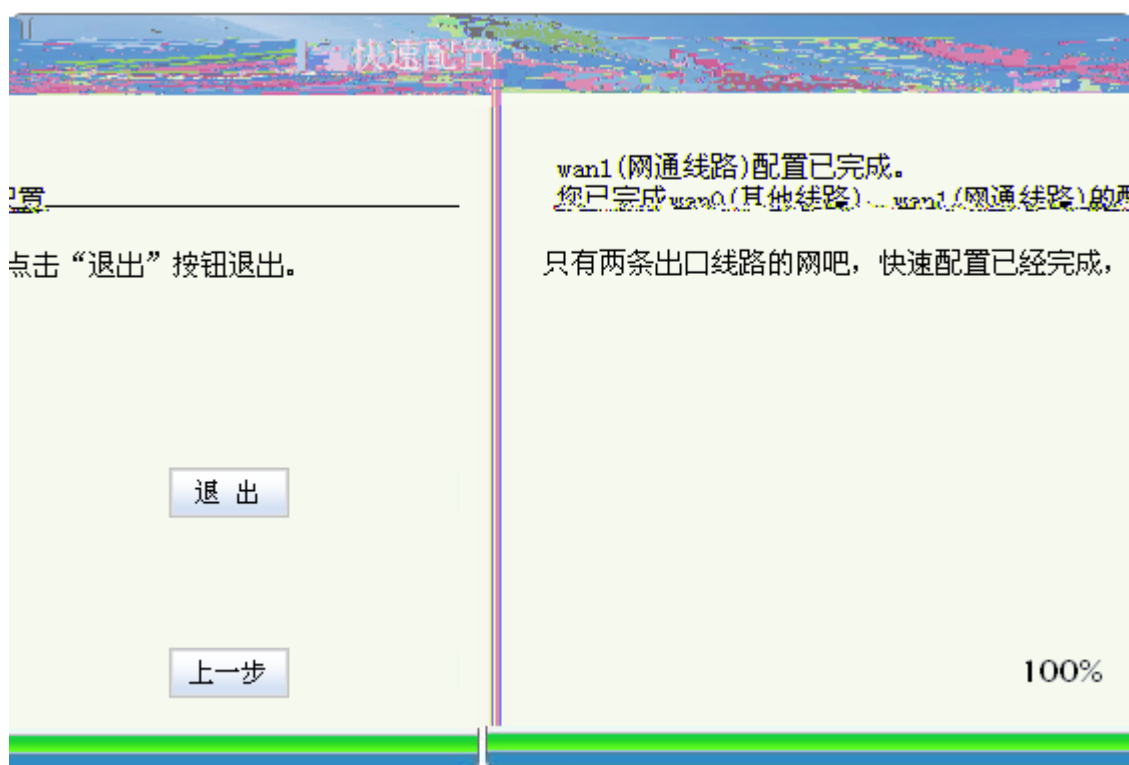 快速配置
wan1(网通线路)配置已完成。
您已完成wan0(其他线路)、wan1(网通线路)的两
配置
只有两条出口线路的网吧，快速配置已经完成，
点击“退出”按钮退出。
退 出
上一步
100%